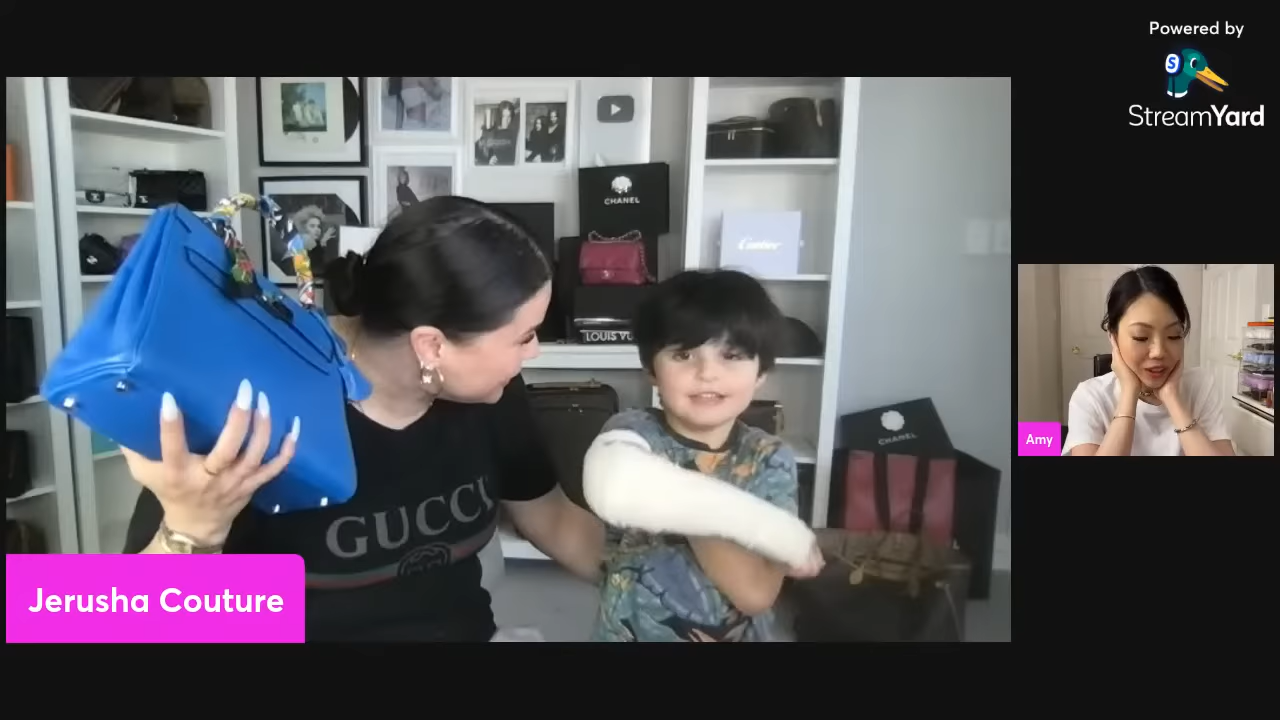 Powered by
S
StreamYard
CHANEL
Cartier
LOUIS VU
CHANEL
GUCCI
Amy
Jerusha Couture